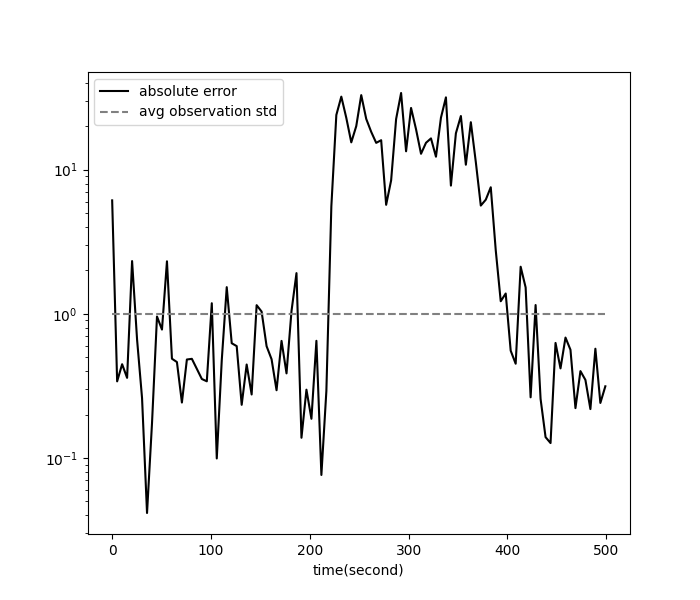 absolute error
avg observation std
10¹
10⁰
10⁻¹
0 100 200 300 400 500
time(second)